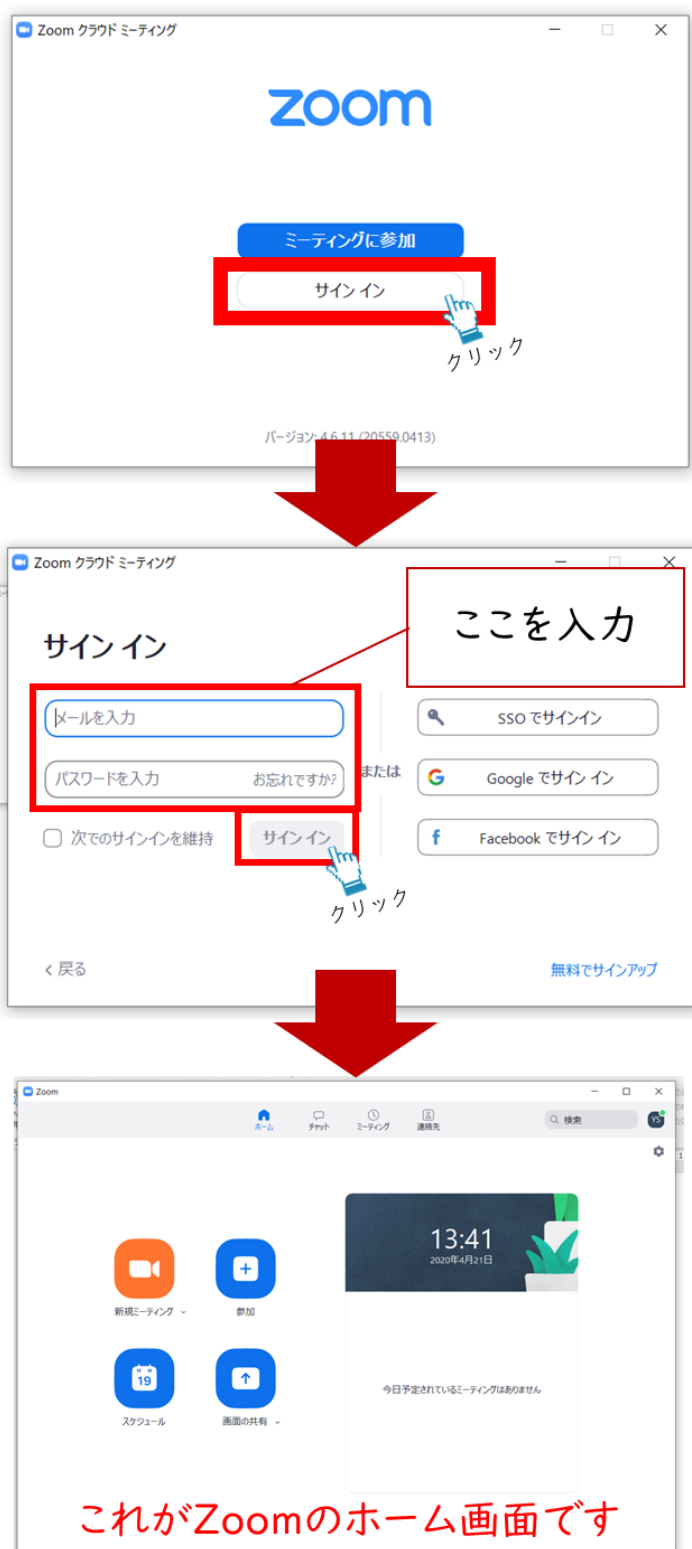 Zoom クラウド ミーティング
zoom
ミーティングに参加
サイン イン
クリック
バージョン: 4.6.11 (20559.0413)
Zoom クラウド ミーティング
ここを入力
サイン イン
メールを入力
パスワードを入力 お忘れですか?
または
SSO でサインイン
Google でサイン イン
Facebook でサイン イン
次でのサインインを維持
サイン イン
クリック
戻る
無料でサインアップ
Zoom
ホーム チャット ミーティング 連絡先
検索
YS
13:41
2020年4月21日
新規ミーティング
参加
19
スケジュール
画面の共有
今日予定されているミーティングはありません
これがZoomのホーム画面です